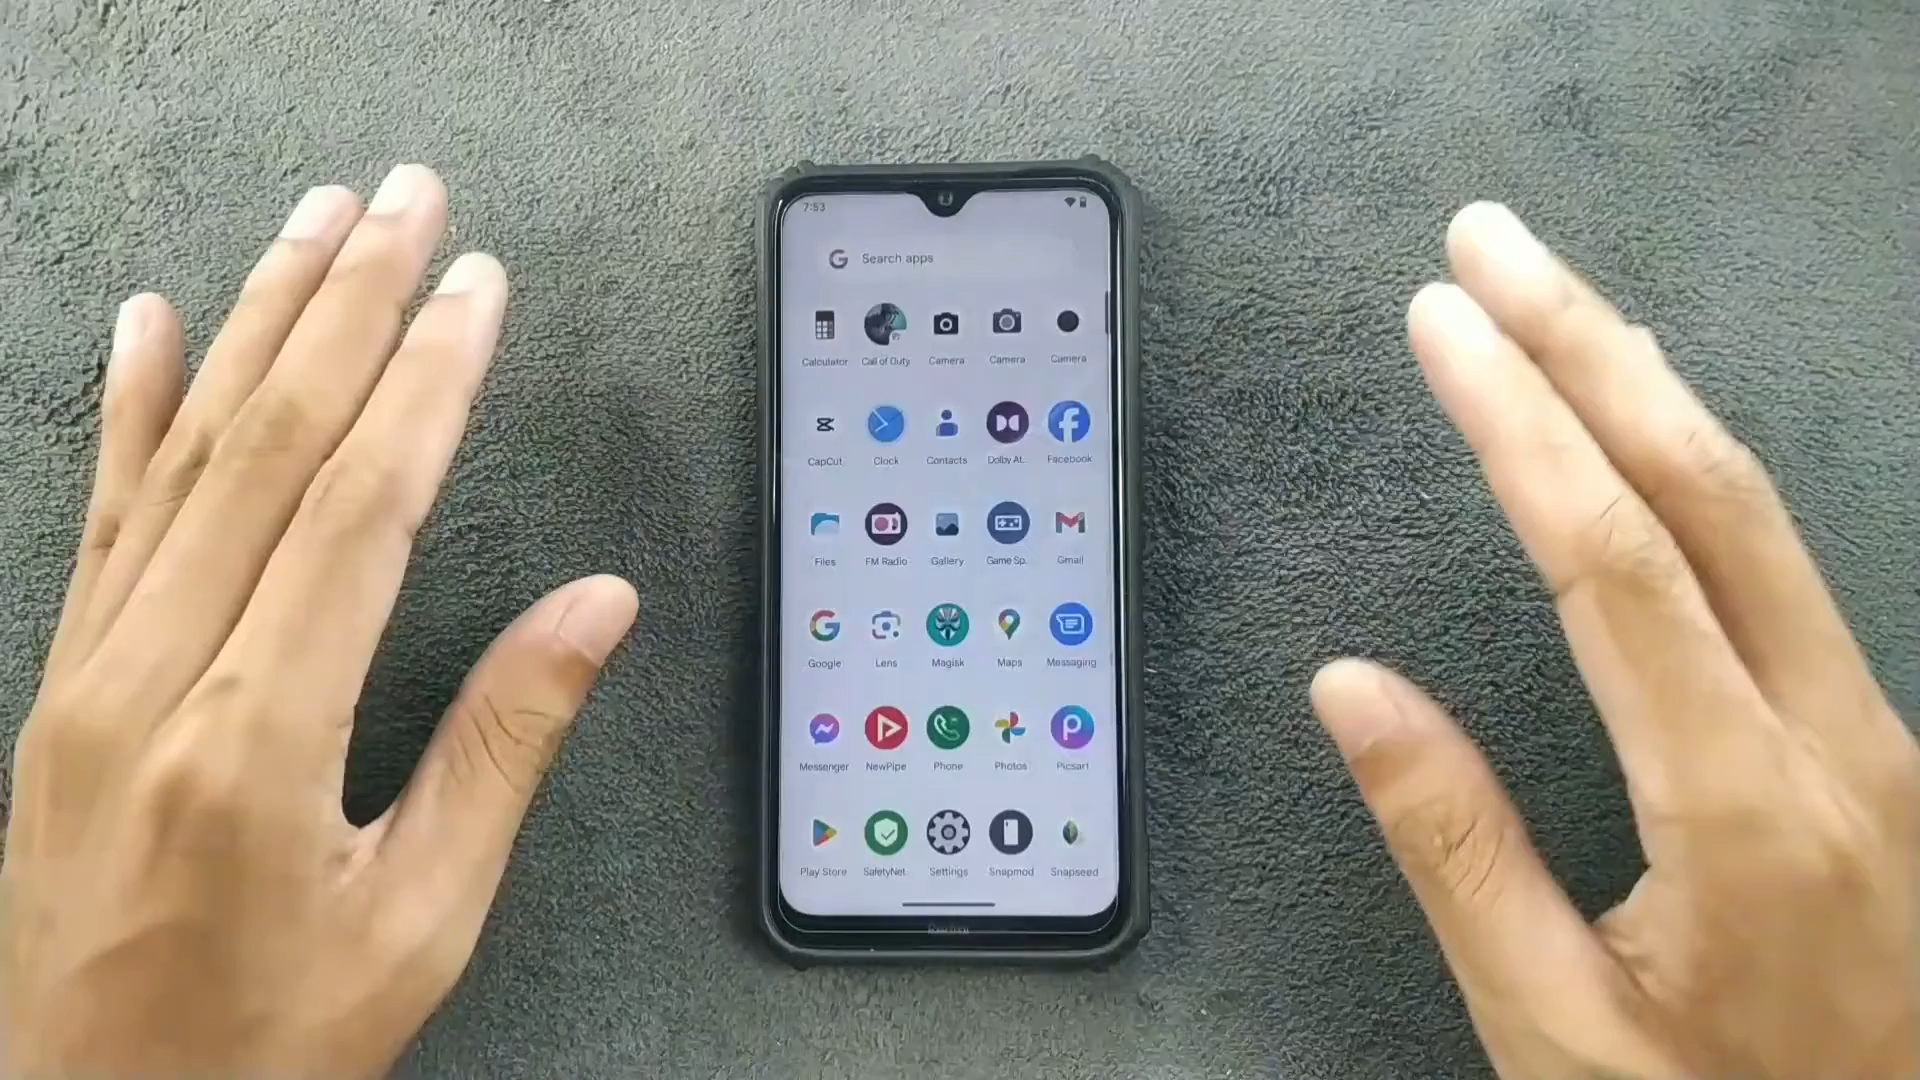 7:53
Search apps
Calculator Call of Duty Camera Camera Camera
CapCut Clock Contacts Dolby At.. Facebook
Files FM Radio Gallery Game Sp.. Gmail
Google Lens Magisk Maps Messaging
Messenger NewPipe Phone Photos Picsart
Play Store SafetyNet.. Settings Snapmod Snapseed
Redmi